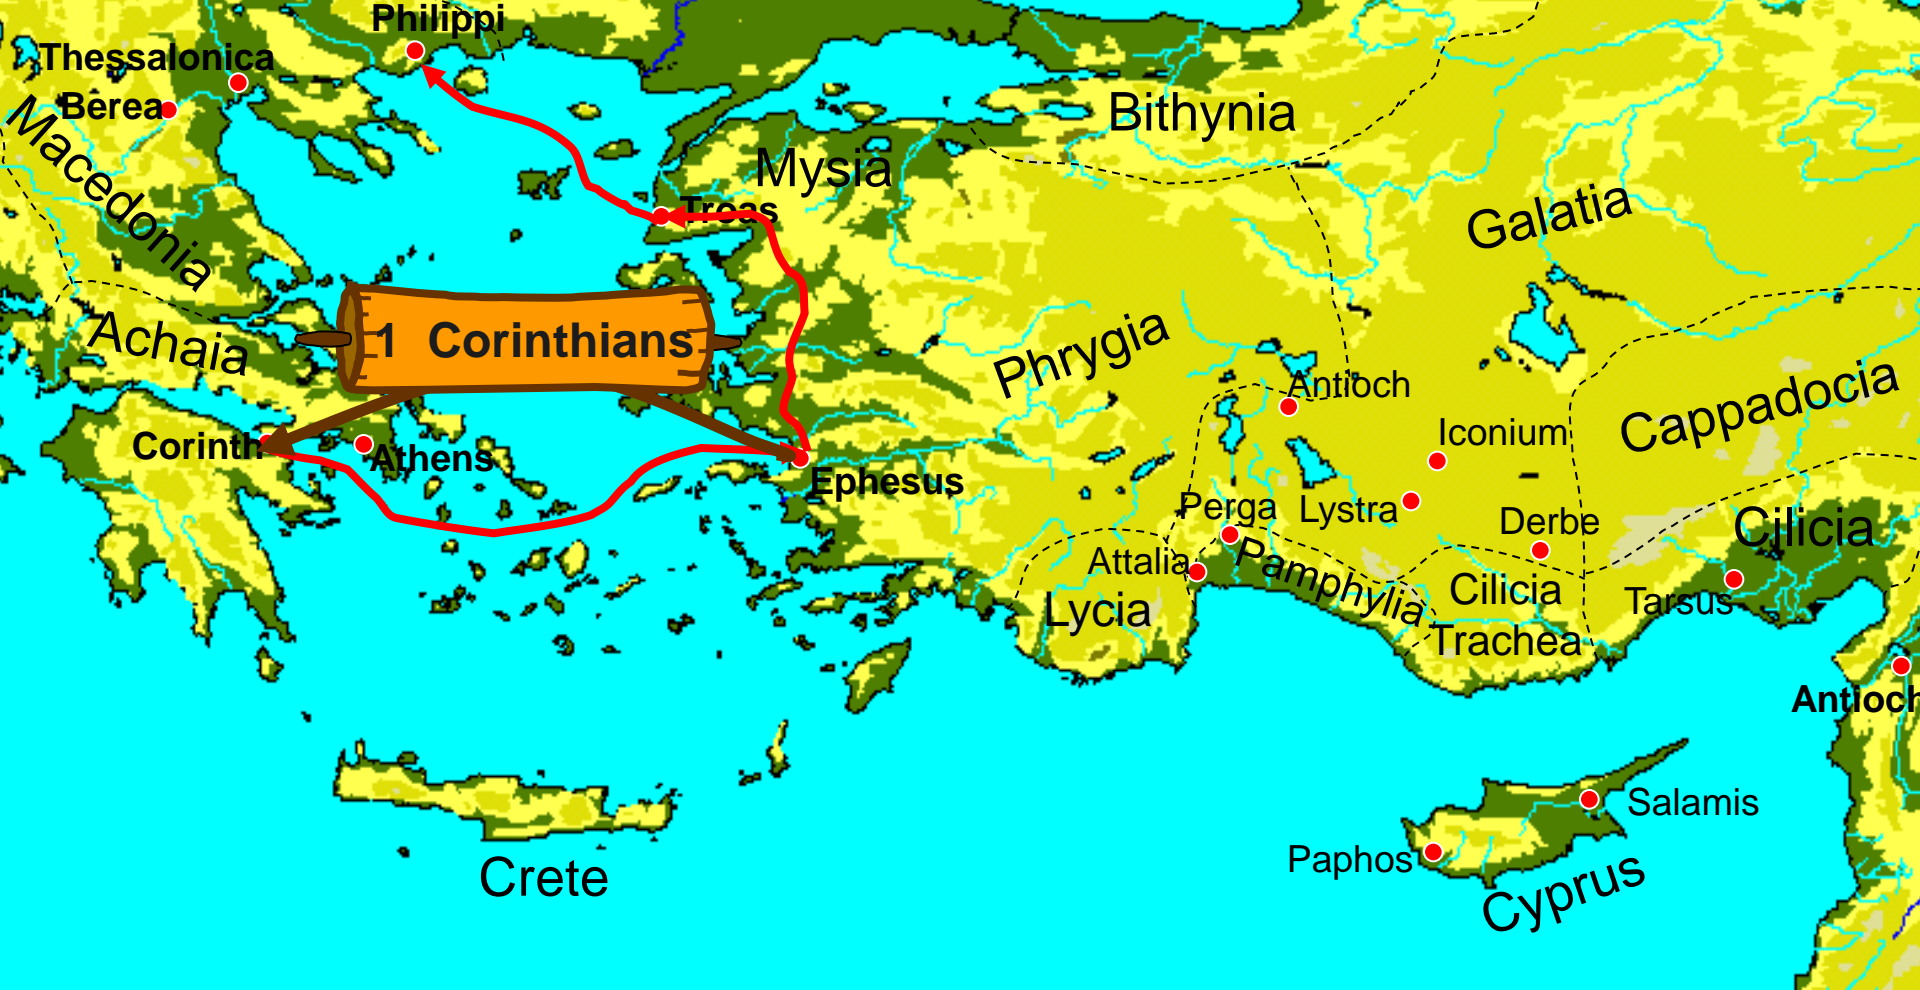 Philippi
Thessalonica
Berea
Macedonia
Bithynia
Mysia
Troas
Galatia
Achaia
1 Corinthians
Phrygia
Antioch
Cappadocia
Iconium
Corinth
Athens
Ephesus
Perga
Lystra
Derbe
Cilicia
Attalia
Pamphylia
Lycia
Cilicia
Trachea
Tarsus
Antioch
Salamis
Paphos
Cyprus
Crete